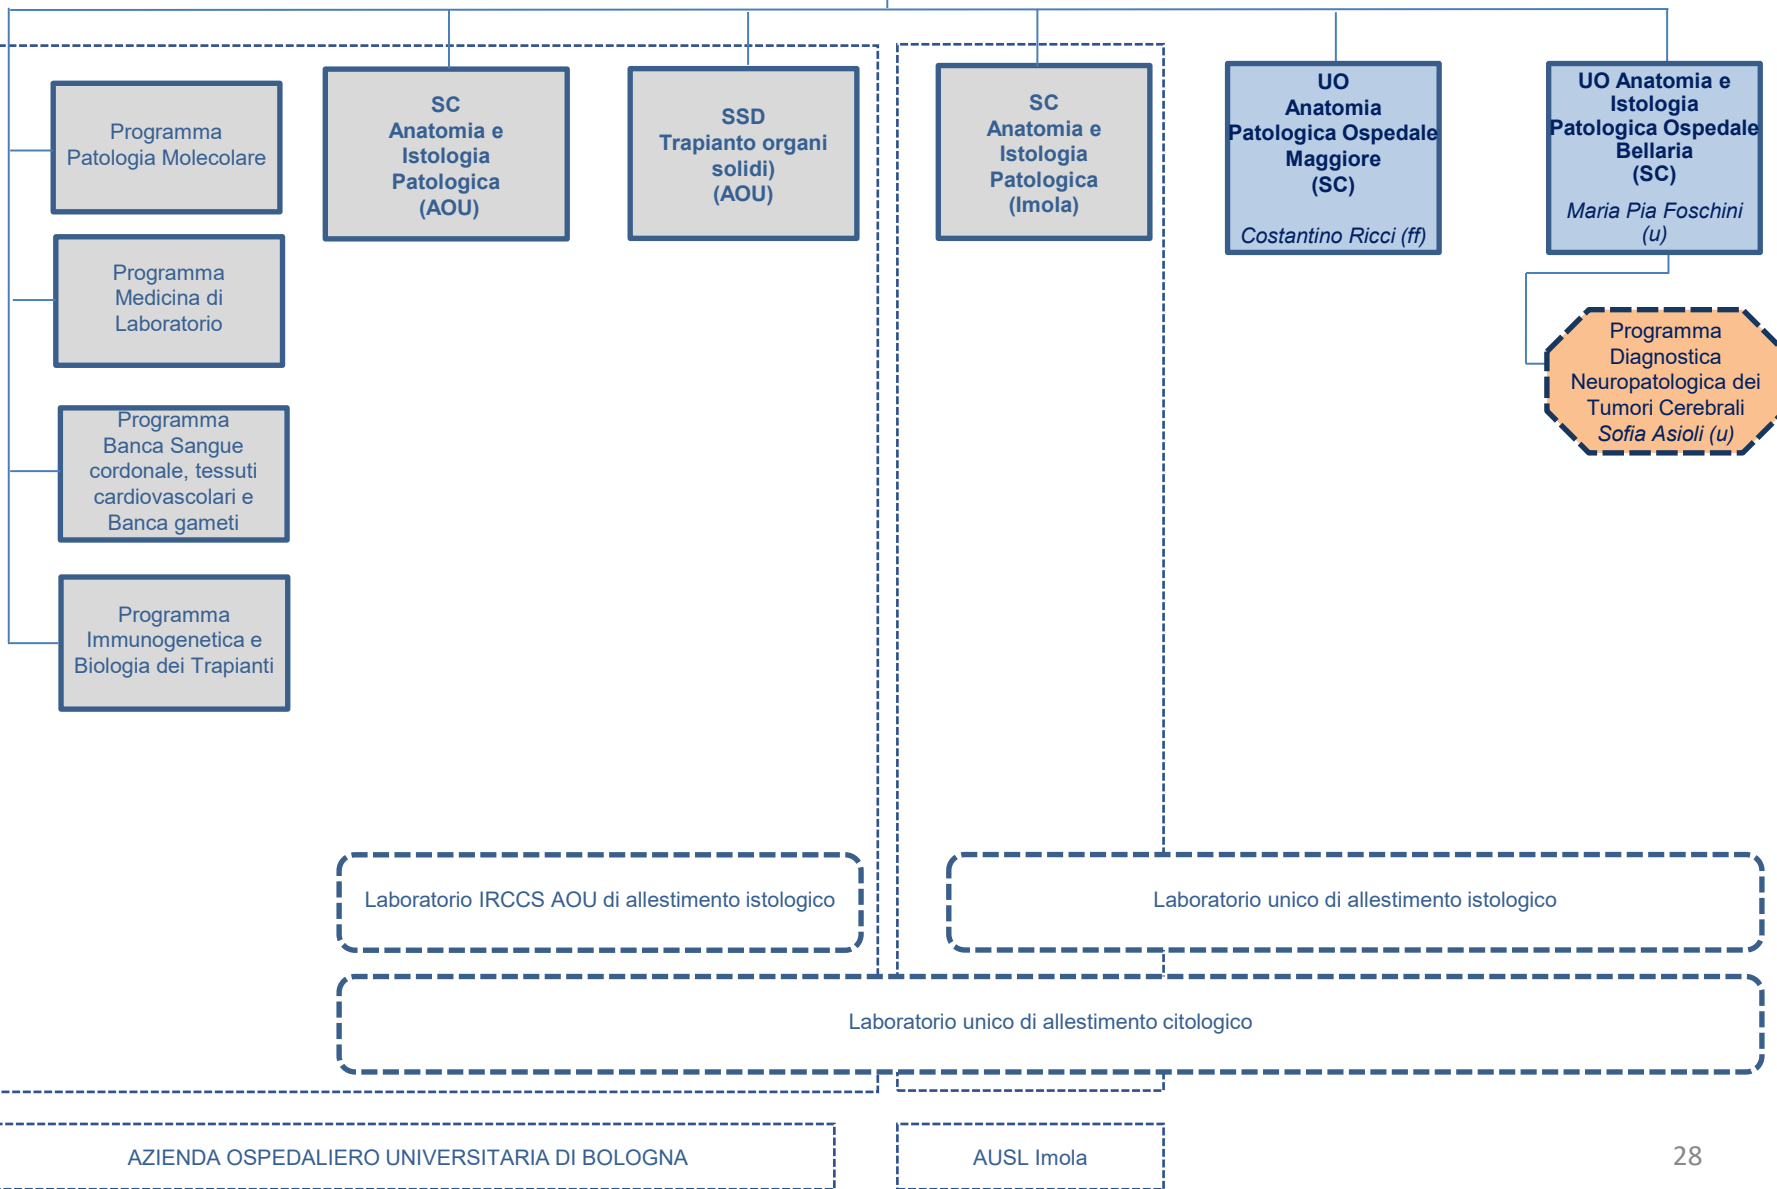 Programma
Patologia Molecolare
Programma
Medicina di
Laboratorio
Programma
Banca Sangue
cordonale, tessuti
cardiovascolari e
Banca gameti
Programma
Immunogenetica e
Biologia dei Trapianti
SC
Anatomia e
Istologia
Patologica
(AOU)
SSD
Trapianto organi
solidi)
(AOU)
SC
Anatomia e
Istologia
Patologica
(Imola)
UO
Anatomia
Patologica Ospedale
Maggiore
(SC)
Costantino Ricci (ff)
UO Anatomia e
Istologia
Patologica Ospedale
Bellaria
(SC)
Maria Pia Foschini
(u)
Programma
Diagnostica
Neuropatologica dei
Tumori Cerebrali
Sofia Asioli (u)
Laboratorio IRCCS AOU di allestimento istologico
Laboratorio unico di allestimento istologico
Laboratorio unico di allestimento citologico
AZIENDA OSPEDALIERO UNIVERSITARIA DI BOLOGNA
AUSL Imola
28